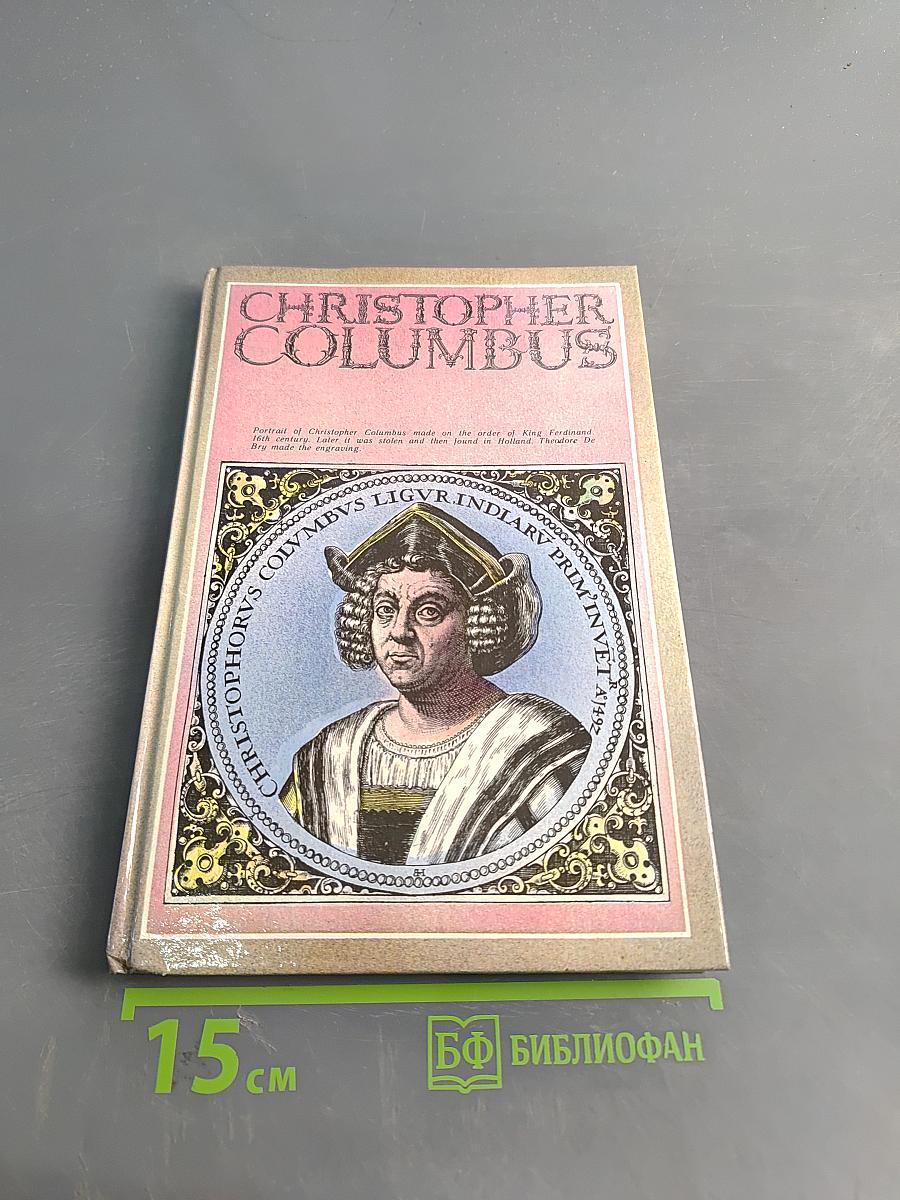 CHRISTOPHER
COLUMBUS
Portrait of Christopher Columbus made on the order of King Ferdinand.
16th century. Later it was stolen and then found in Holland. Theodore De
Bry made the engraving.
CHRISTOPHORVS COLVMBVS LIGVR.INDIARV PRIM'INVET R Aº1492
15 см
БФ БИБЛИОФАН